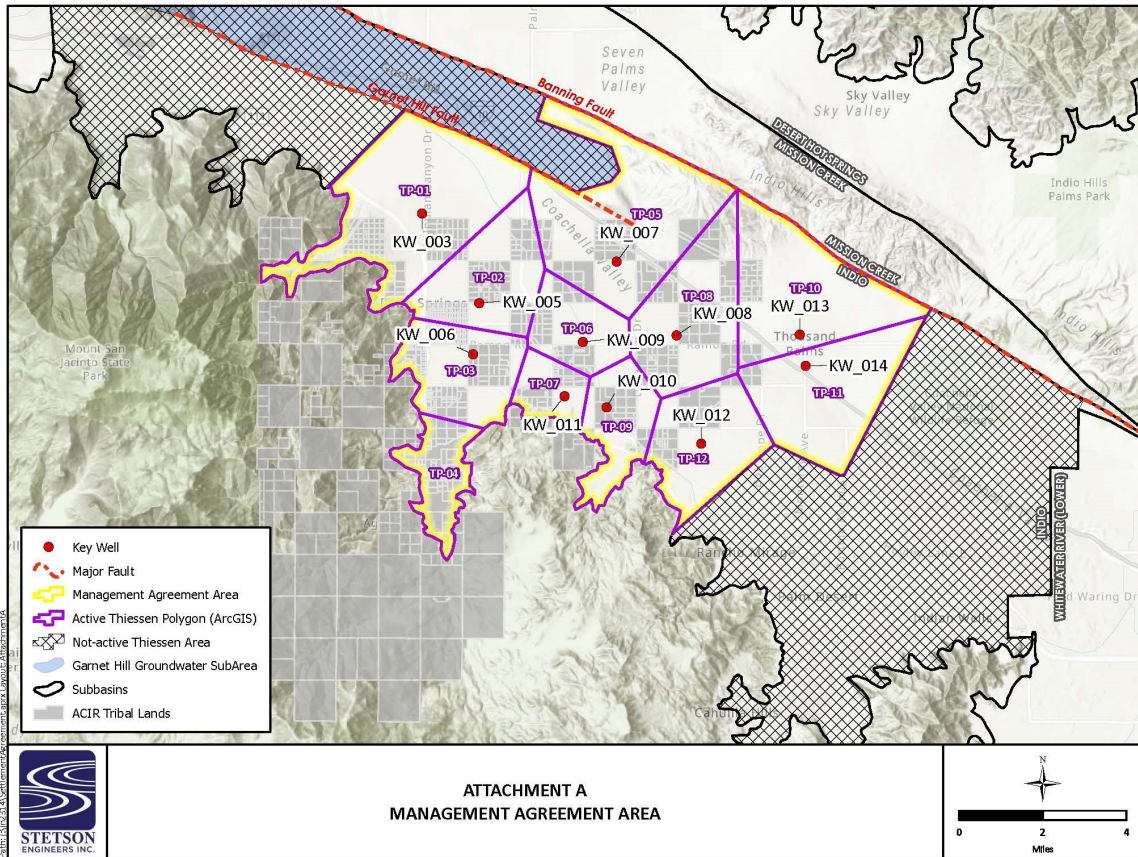 Palm
Seven
Palms
Valley
Sky Valley
Sky Valley
Indio Hills
Palms Park
Banning Fault
Garnet Hill Fault
DESERT HOT SPRINGS
MISSION CREEK
Indio Hills
MISSION CREEK
INDIO
Indio Hills
TP-01
KW_003
TP-05
KW_007
Coachella Valley
TP-02
KW_005
TP-08
KW_008
TP-10
KW_013
Thousand
Palms
KW_006
TP-03
TP-06
KW_009
KW_014
TP-11
TP-07
KW_010
KW_011
TP-09
KW_012
TP-12
TP-04
Mount San
Jacinto State
Park
Rancho Mirage
Palm Desert
Indian Wells
INDIO
WHITEWATER RIVER (LOWER)
Waring Dr
Key Well
Major Fault
Management Agreement Area
Active Thiessen Polygon (ArcGIS)
Not-active Thiessen Area
Garnet Hill Groundwater SubArea
Subbasins
ACIR Tribal Lands
STETSON
ENGINEERS INC.
ATTACHMENT A
MANAGEMENT AGREEMENT AREA
N
0 2 4
Miles